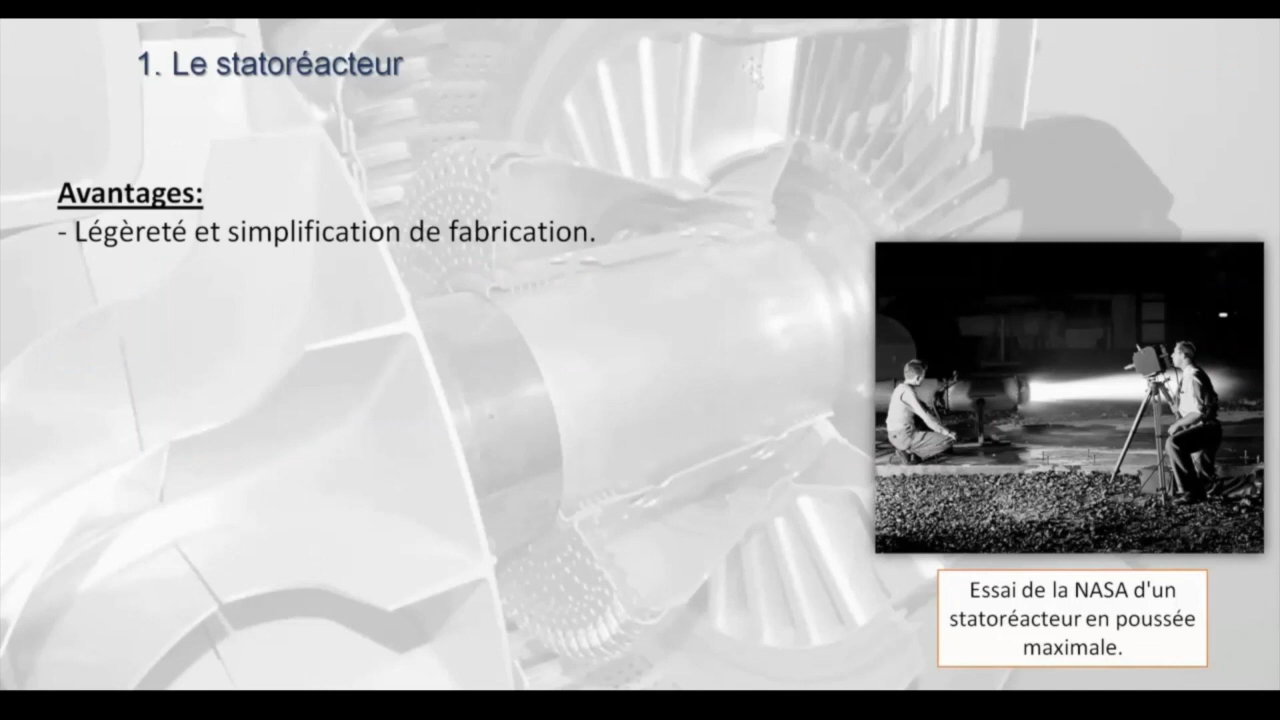 1. Le statoréacteur
Avantages:
- Légèreté et simplification de fabrication.
Essai de la NASA d'un
statoréacteur en poussée
maximale.